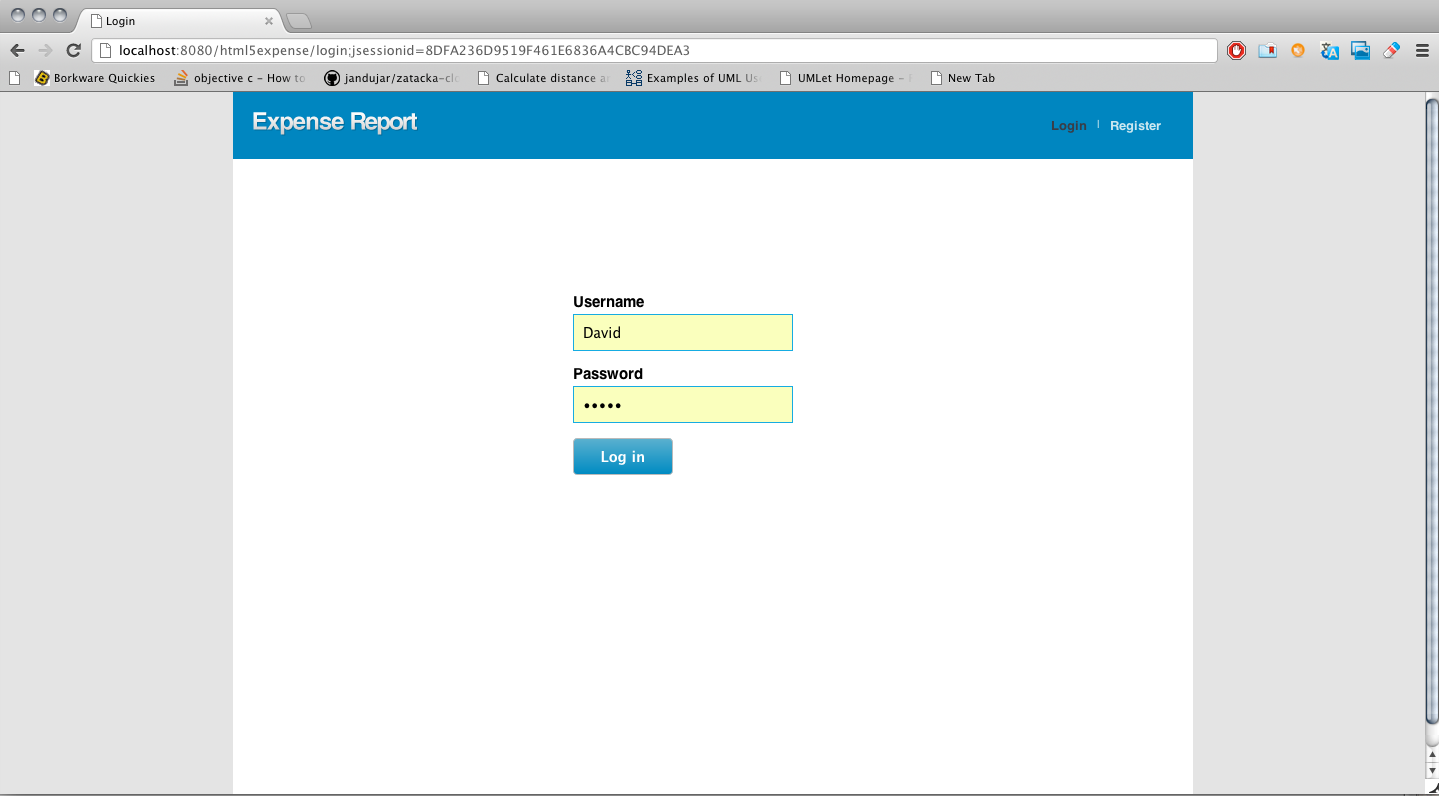 Login
localhost:8080/html5expense/login;jsessionid=8DFA236D9519F461E6836A4CBC94DEA3
Borkware Quickies objective c - How to jandujar/zatacka-cl Calculate distance Examples of UML Us UMLet Homepage - New Tab
Expense Report
Login | Register
Username
David
Password
•••••
Log in